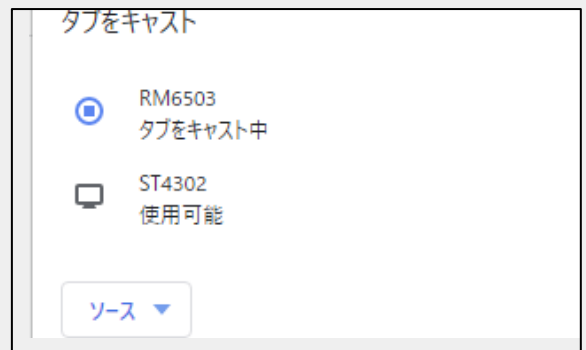 タブをキャスト
RM6503
タブをキャスト中
ST4302
使用可能
ソース